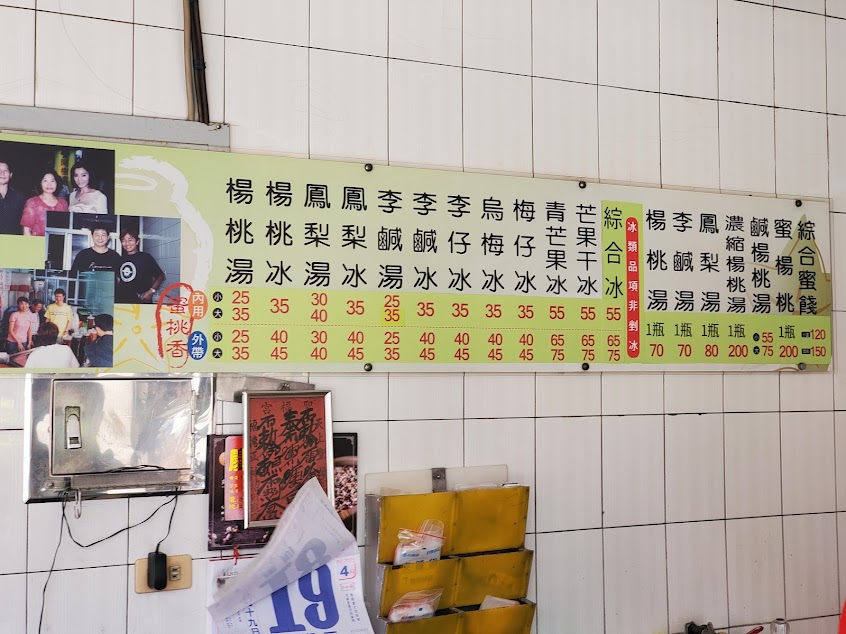 楊桃湯
楊桃冰
鳳梨湯
鳳梨冰
李鹹湯
李鹹冰
李仔冰
烏梅冰
梅仔冰
青芒果冰
芒果干冰
綜合冰
冰類品項非剉冰
楊桃湯
李鹹湯
鳳梨湯
濃縮楊桃湯
鹹楊桃湯
蜜楊桃
綜合蜜餞
蜜桃香
內用 小 25 35 30 35 25 35 35 35 35 55 55 55
大 35 40 35
外帶 小 25 40 30 40 35 40 40 40 40 65 65 65
大 35 30 40 45 45 45 45 45 45 75 75 75
1瓶 70
1瓶 70
1瓶 80
1瓶 200
小 55
大 75
1瓶 200
120
150
19
4
十九日